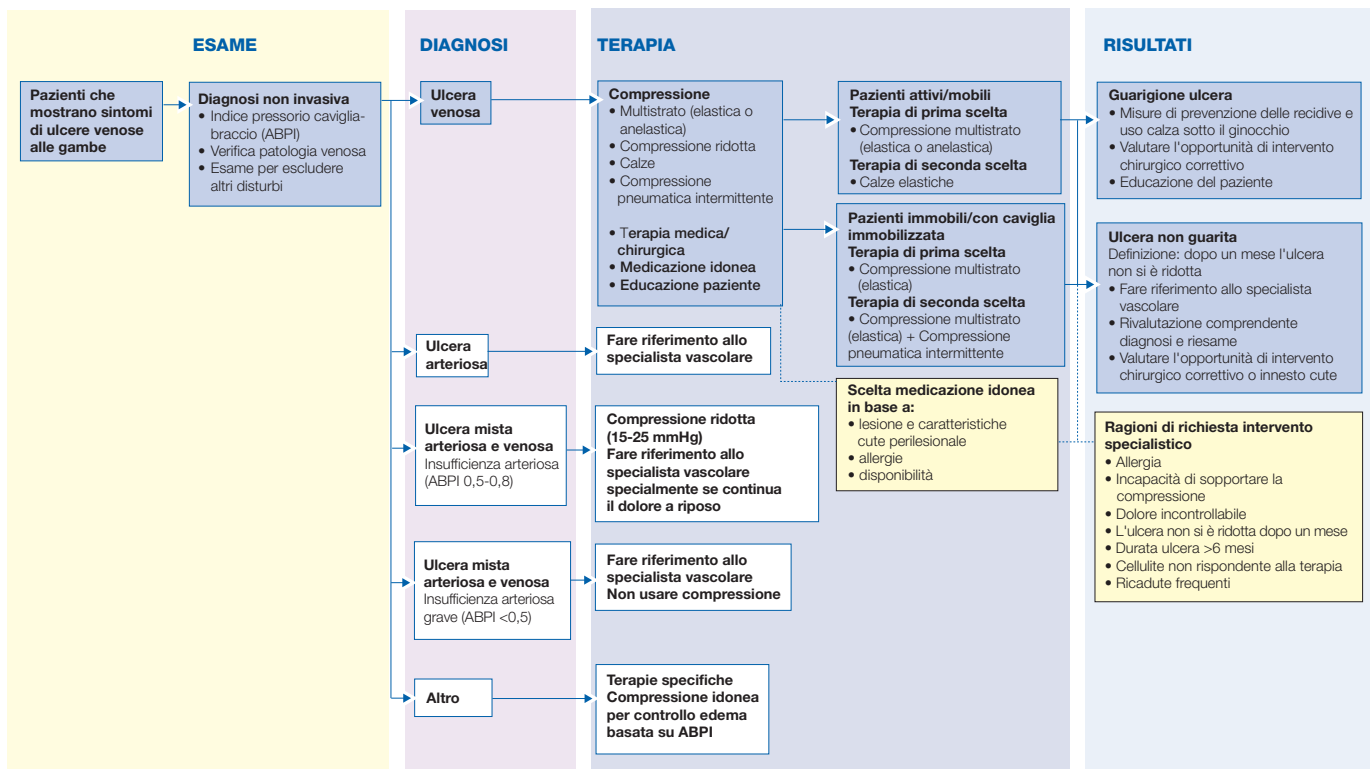 ESAME
DIAGNOSI
TERAPIA
RISULTATI
Pazienti che
mostrano sintomi
di ulcere venose
alle gambe
Diagnosi non invasiva
• Indice pressorio caviglia-
braccio (ABPI)
• Verifica patologia venosa
• Esame per escludere
altri disturbi
Ulcera
venosa
Compressione
• Multistrato (elastica o
anelastica)
• Compressione ridotta
• Calze
• Compressione
pneumatica intermittente
• Terapia medica/
chirurgica
• Medicazione idonea
• Educazione paziente
Pazienti attivi/mobili
Terapia di prima scelta
• Compressione multistrato
(elastica o anelastica)
Terapia di seconda scelta
• Calze elastiche
Pazienti immobili/con caviglia
immobilizzata
Terapia di prima scelta
• Compressione multistrato
(elastica)
Terapia di seconda scelta
• Compressione multistrato
(elastica) + Compressione
pneumatica intermittente
Guarigione ulcera
• Misure di prevenzione delle recidive e
uso calza sotto il ginocchio
• Valutare l'opportunità di intervento
chirurgico correttivo
• Educazione del paziente
Ulcera non guarita
Definizione: dopo un mese l'ulcera
non si è ridotta
• Fare riferimento allo specialista
vascolare
• Rivalutazione comprendente
diagnosi e riesame
• Valutare l'opportunità di intervento
chirurgico correttivo o innesto cute
Ulcera
arteriosa
Fare riferimento allo
specialista vascolare
Scelta medicazione idonea
in base a:
• lesione e caratteristiche
cute perilesionale
• allergie
• disponibilità
Ulcera mista
arteriosa e venosa
Insufficienza arteriosa
(ABPI 0,5-0,8)
Compressione ridotta
(15-25 mmHg)
Fare riferimento allo
specialista vascolare
specialmente se continua
il dolore a riposo
Ragioni di richiesta intervento
specialistico
• Allergia
• Incapacità di sopportare la
compressione
• Dolore incontrollabile
• L'ulcera non si è ridotta dopo un mese
• Durata ulcera >6 mesi
• Cellulite non rispondente alla terapia
• Ricadute frequenti
Ulcera mista
arteriosa e venosa
Insufficienza arteriosa
grave (ABPI <0,5)
Fare riferimento allo
specialista vascolare
Non usare compressione
Altro
Terapie specifiche
Compressione idonea
per controllo edema
basata su ABPI